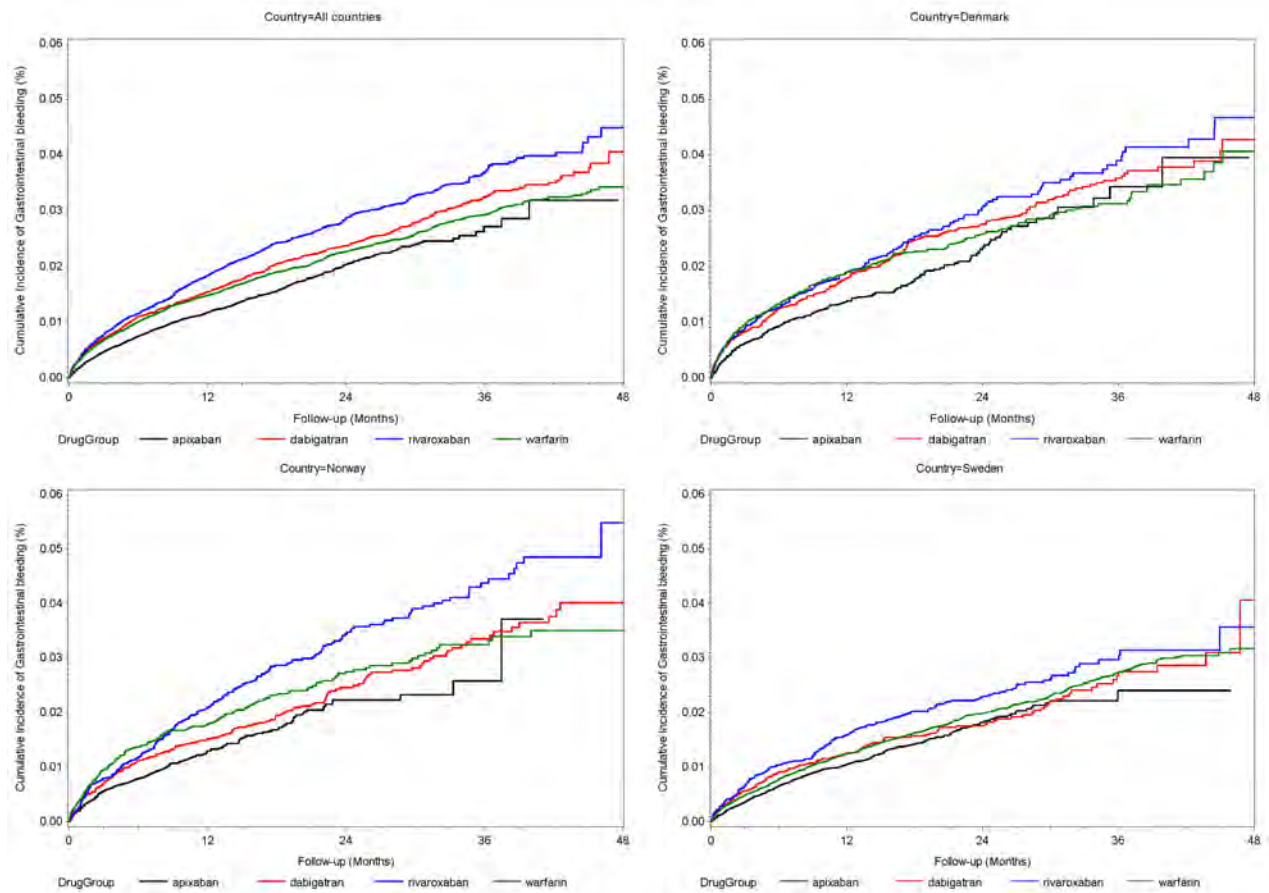 Country=All countries
Cumulative Incidence of Gastrointestinal bleeding (%)
0.06
0.05
0.04
0.03
0.02
0.01
0.00
0 12 24 36 48
Follow-up (Months)
DrugGroup apixaban dabigatran rivaroxaban warfarin
Country=Denmark
Cumulative Incidence of Gastrointestinal bleeding (%)
0.06
0.05
0.04
0.03
0.02
0.01
0.00
0 12 24 36 48
Follow-up (Months)
DrugGroup apixaban dabigatran rivaroxaban warfarin
Country=Norway
Cumulative Incidence of Gastrointestinal bleeding (%)
0.06
0.05
0.04
0.03
0.02
0.01
0.00
0 12 24 36 48
Follow-up (Months)
DrugGroup apixaban dabigatran rivaroxaban warfarin
Country=Sweden
Cumulative Incidence of Gastrointestinal bleeding (%)
0.06
0.05
0.04
0.03
0.02
0.01
0.00
0 12 24 36 48
Follow-up (Months)
DrugGroup apixaban dabigatran rivaroxaban warfarin